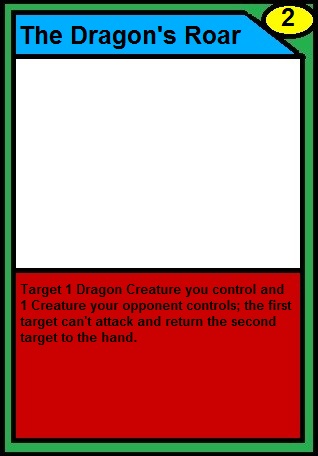 The Dragon's Roar
2
Target 1 Dragon Creature you control and
1 Creature your opponent controls; the first
target can't attack and return the second
target to the hand.